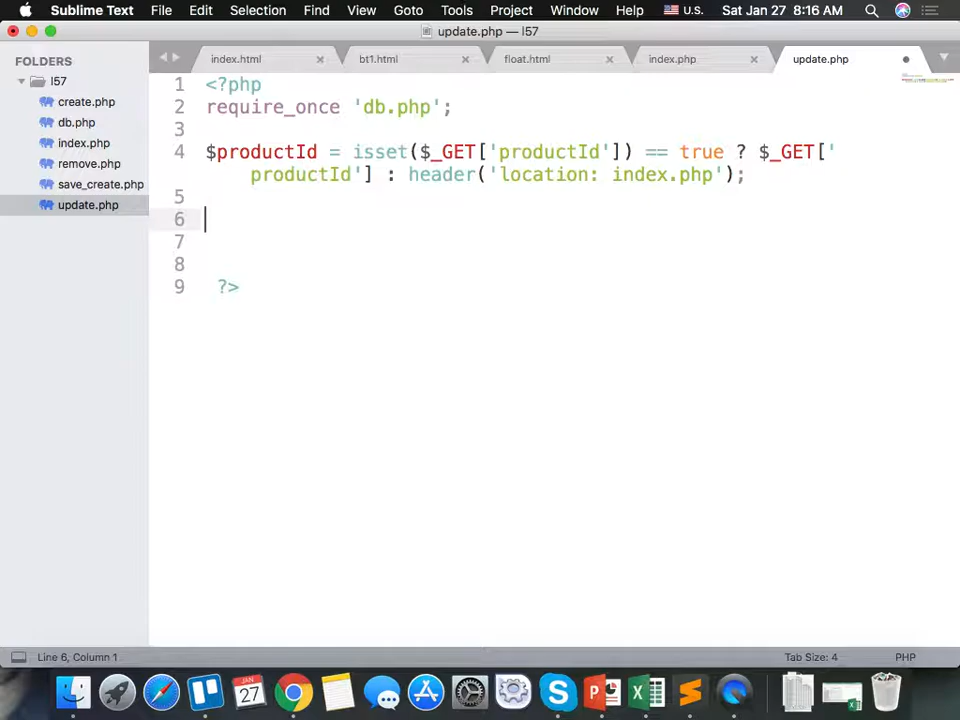 Sublime Text File Edit Selection Find View Goto Tools Project Window Help U.S. Sat Jan 27 8:16 AM
update.php — l57
FOLDERS
l57
create.php
db.php
index.php
remove.php
save_create.php
update.php
index.html × bt1.html × float.html × index.php × update.php
1 <?php
2 require_once 'db.php';
3
4 $productId = isset($_GET['productId']) == true ? $_GET['
productId'] : header('location: index.php');
5
6
7
8
9 ?>
Line 6, Column 1 Tab Size: 4 PHP
27